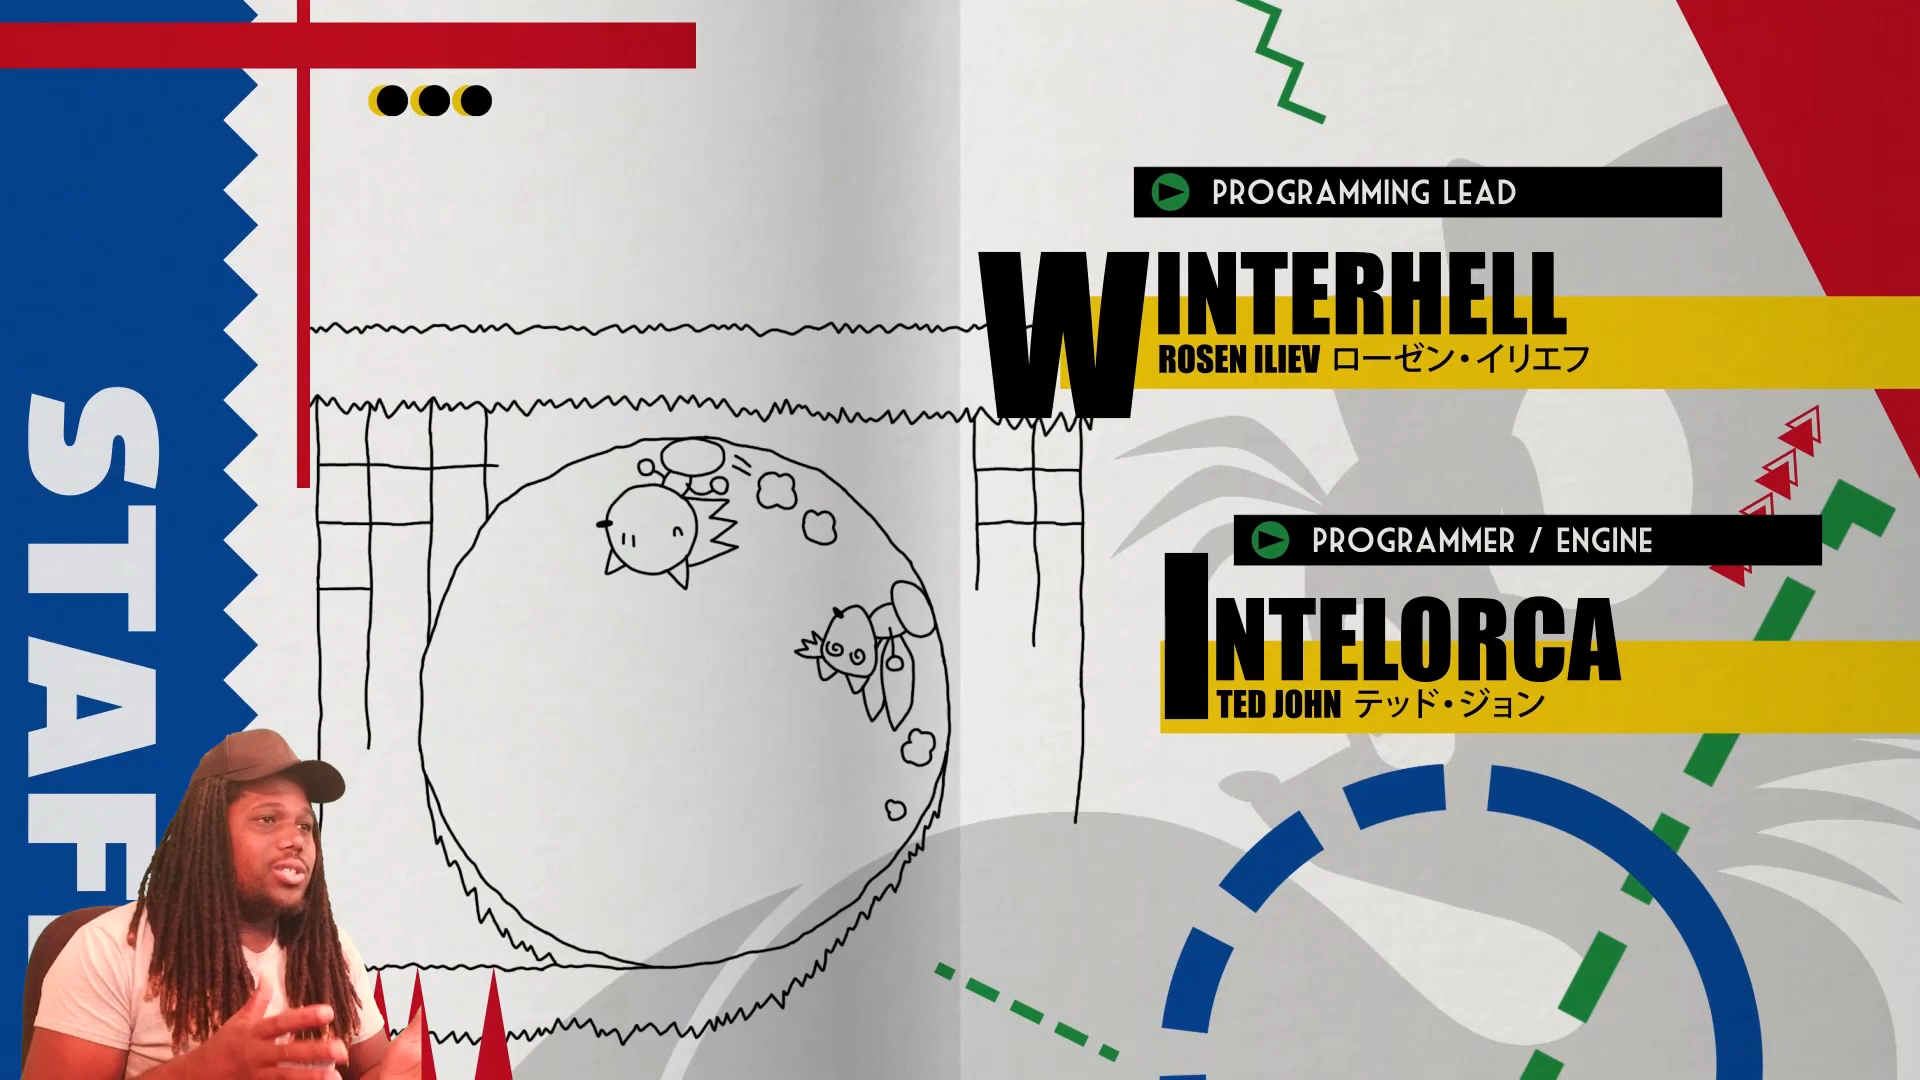 STAF
PROGRAMMING LEAD
WINTERHELL
ROSEN ILIEV ローゼン・イリエフ
PROGRAMMER / ENGINE
INTELORCA
TED JOHN テッド・ジョン